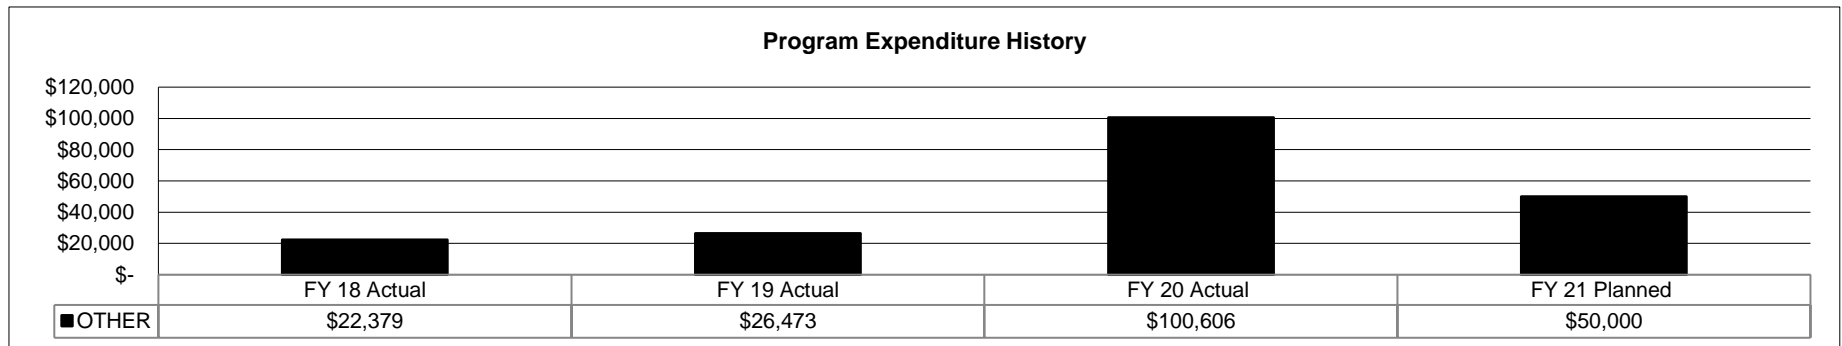 Program Expenditure History
$120,000
$100,000
$80,000
$60,000
$40,000
$20,000
$-
FY 18 Actual FY 19 Actual FY 20 Actual FY 21 Planned
OTHER $22,379 $26,473 $100,606 $50,000